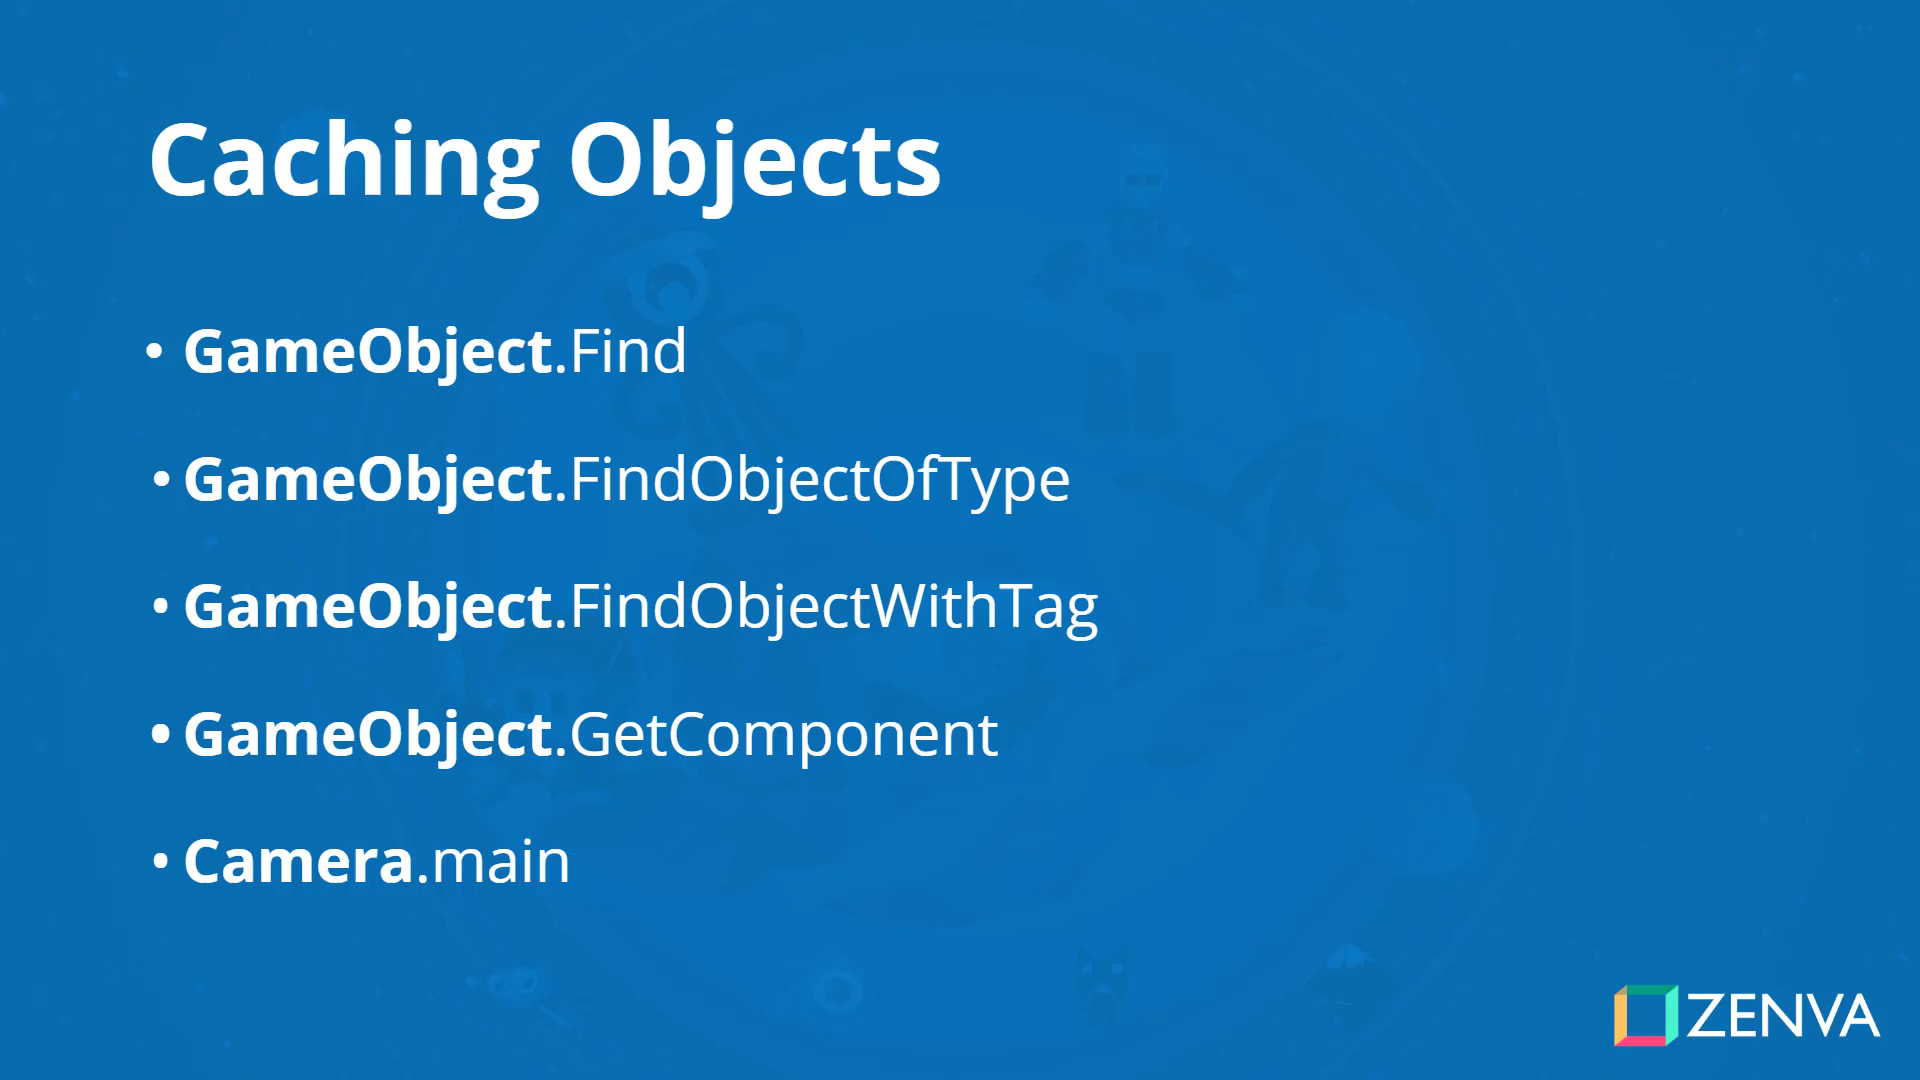 Caching Objects
• GameObject.Find
• GameObject.FindObjectOfType
• GameObject.FindObjectWithTag
• GameObject.GetComponent
• Camera.main
ZENVA